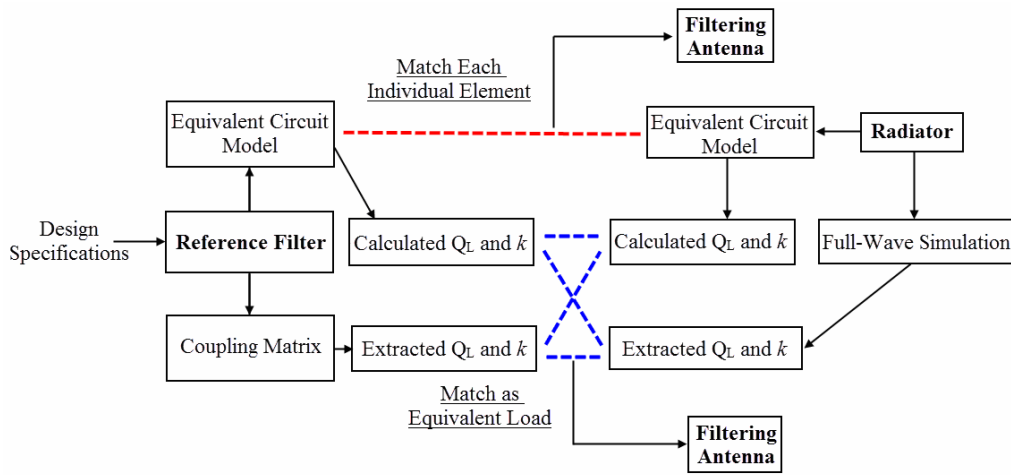 Filtering
Antenna
Match Each
Individual Element
Equivalent Circuit
Model
Equivalent Circuit
Model
Radiator
Design
Specifications
Reference Filter
Calculated QL and k
Calculated QL and k
Full-Wave Simulation
Coupling Matrix
Extracted QL and k
Extracted QL and k
Match as
Equivalent Load
Filtering
Antenna